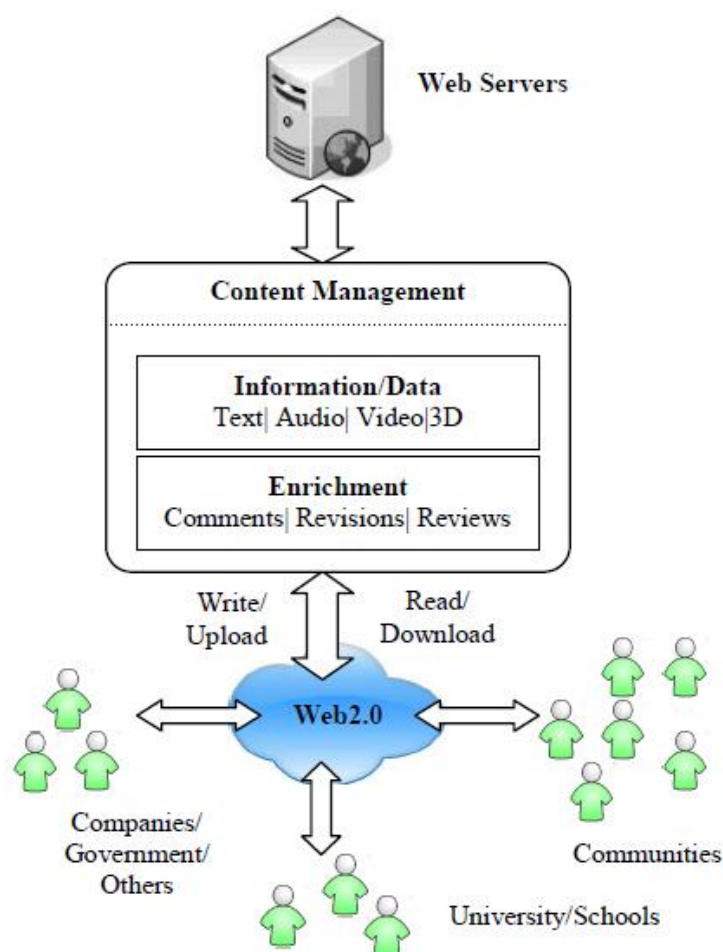 Web Servers
Content Management
Information/Data
Text| Audio| Video|3D
Enrichment
Comments| Revisions| Reviews
Write/
Upload
Read/
Download
Web2.0
Companies/
Government/
Others
Communities
University/Schools